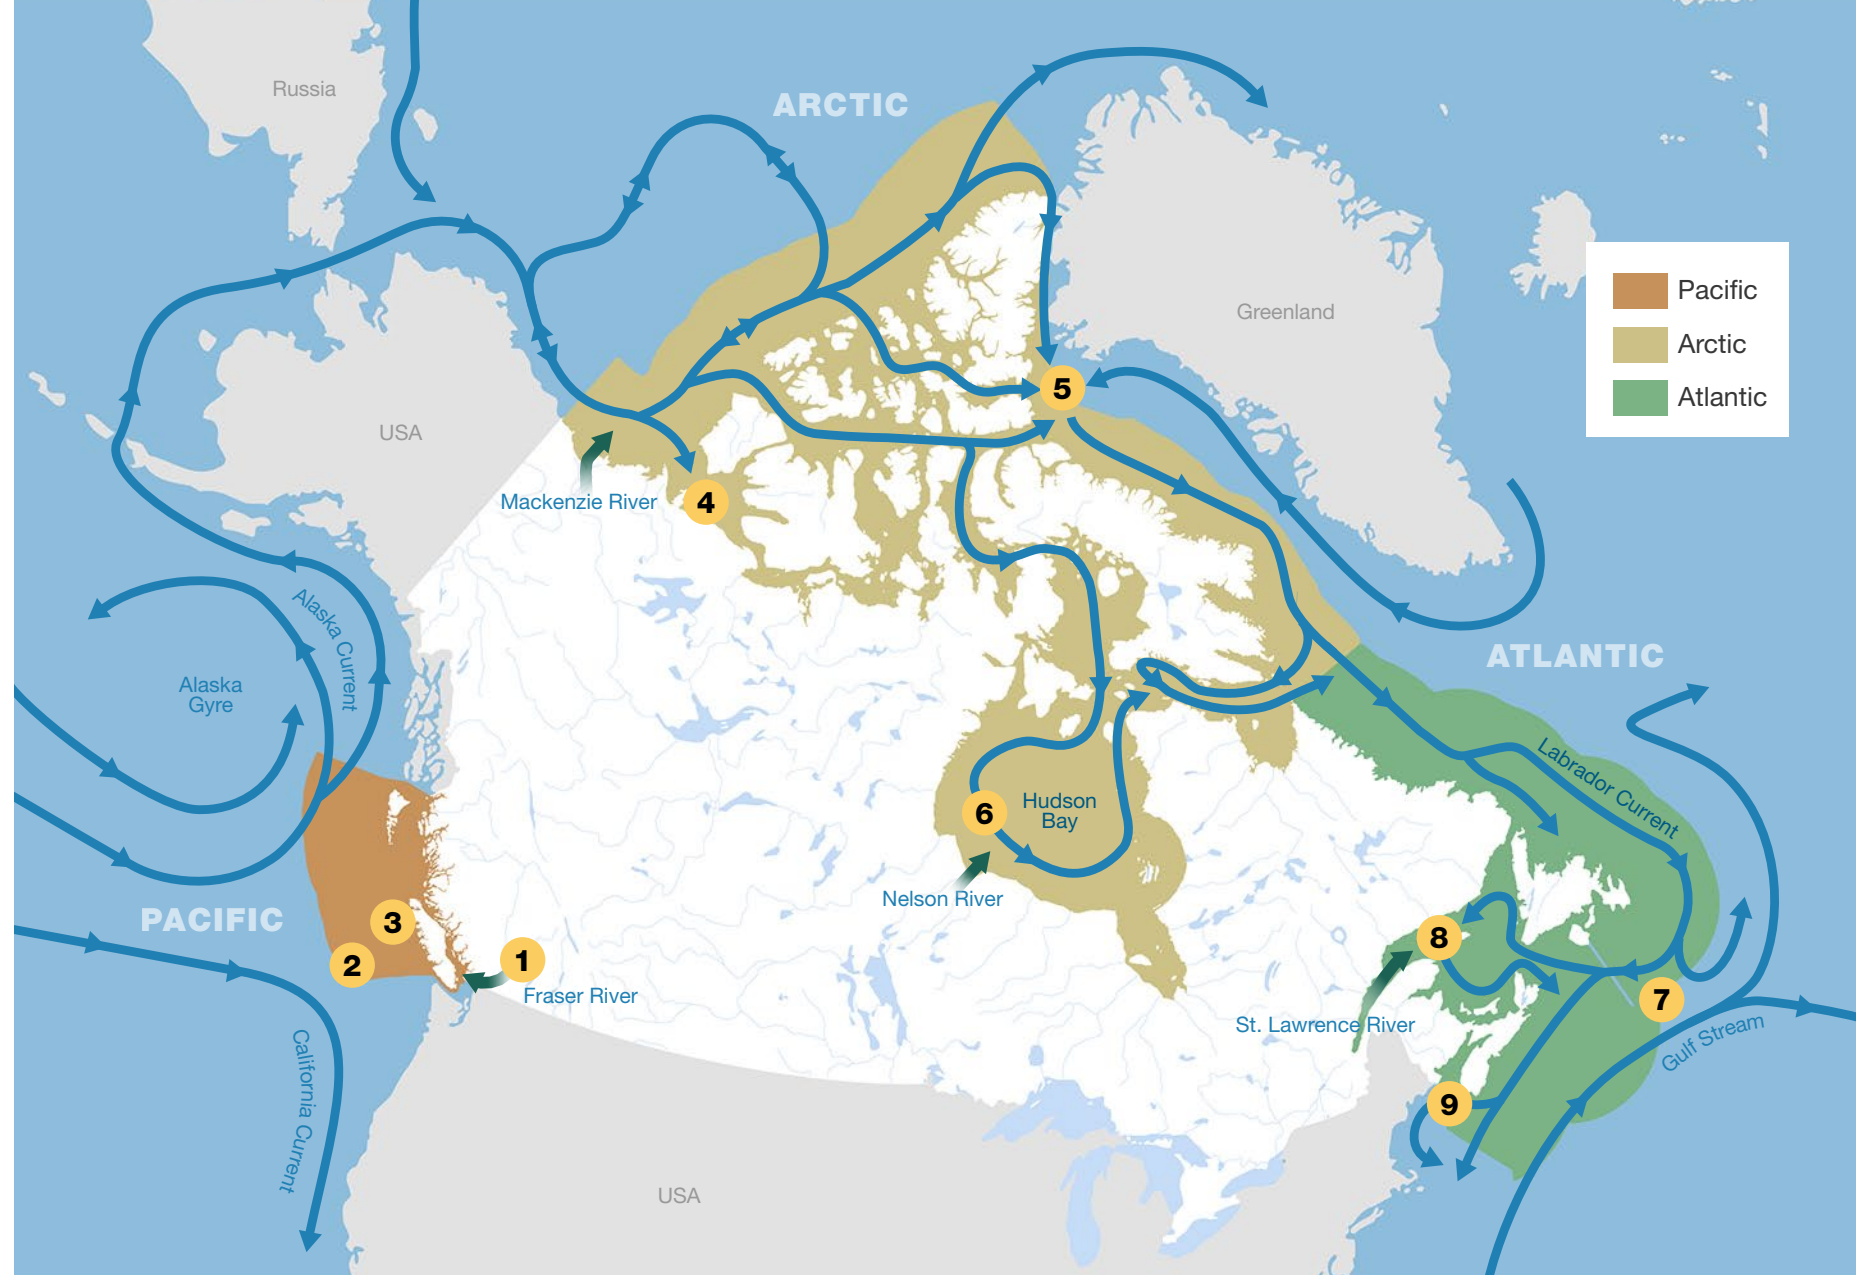 Russia
ARCTIC
Greenland
Pacific
Arctic
Atlantic
USA
5
Mackenzie River
4
Alaska Current
Alaska
Gyre
ATLANTIC
Labrador Current
6
Hudson
Bay
Nelson River
PACIFIC
3
2
1
Fraser River
8
7
St. Lawrence River
Gulf Stream
California Current
9
USA